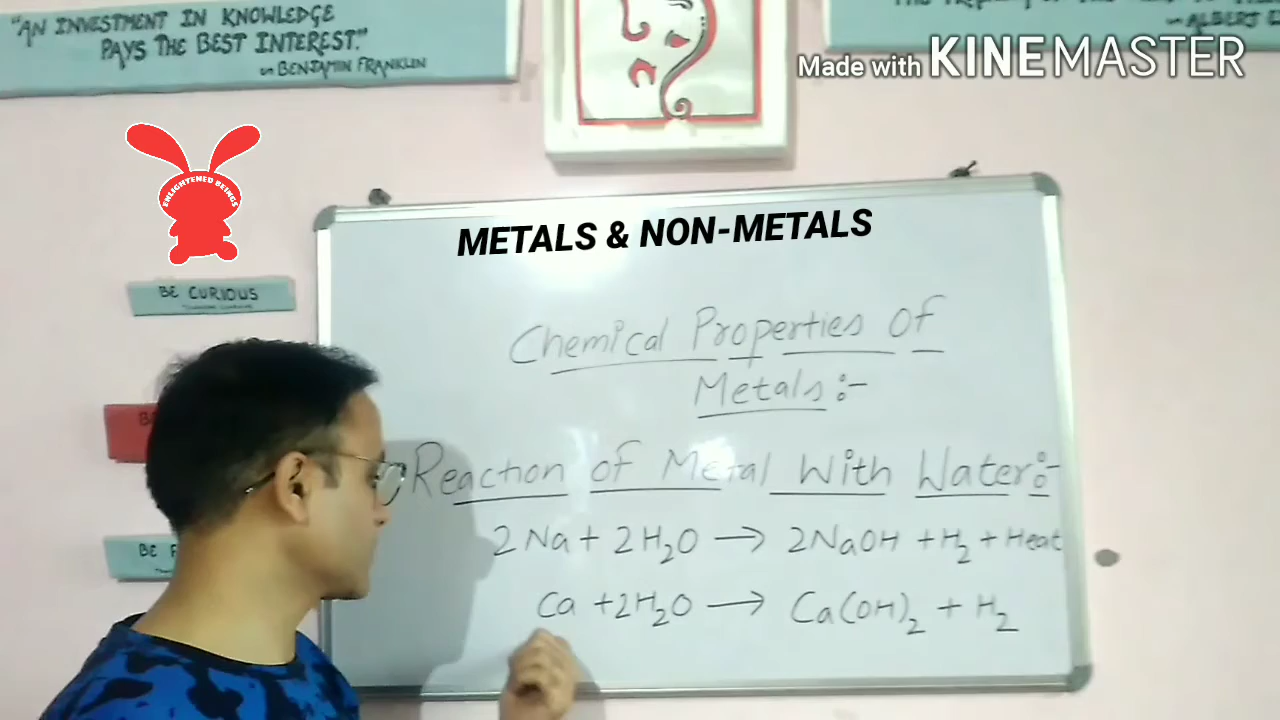 "AN INVESTMENT IN KNOWLEDGE
PAYS THE BEST INTEREST."
BENJAMIN FRANKLIN
ALBERT
Made with KINEMASTER
ENLIGHTENED BEINGS
BE CURIOUS
METALS & NON-METALS
Chemical Properties of
Metals:-
Reaction of Metal With Water:-
2Na + 2H₂O → 2NaOH + H₂ + Heat
Ca + 2H₂O → Ca(OH)₂ + H₂
BE